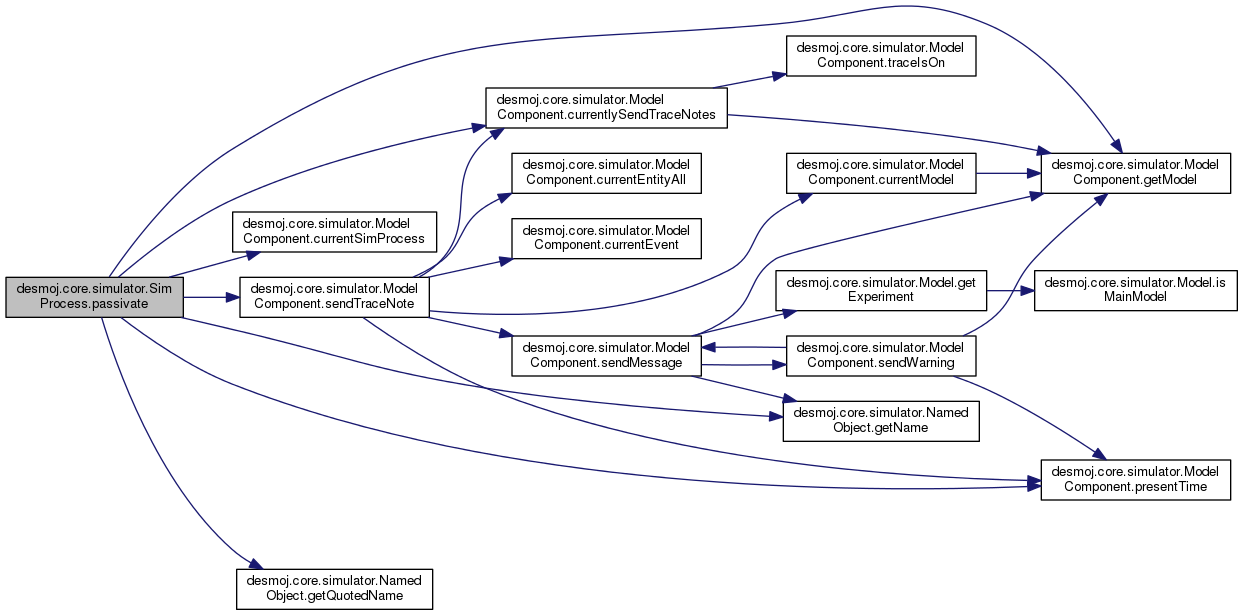 desmoj.core.simulator.Sim
Process.passivate
desmoj.core.simulator.Model
Component.currentSimProcess
desmoj.core.simulator.Model
Component.sendTraceNote
desmoj.core.simulator.Named
Object.getQuotedName
desmoj.core.simulator.Model
Component.currentlySendTraceNotes
desmoj.core.simulator.Model
Component.currentEntityAll
desmoj.core.simulator.Model
Component.currentEvent
desmoj.core.simulator.Model
Component.sendMessage
desmoj.core.simulator.Model
Component.traceIsOn
desmoj.core.simulator.Model
Component.currentModel
desmoj.core.simulator.Model.get
Experiment
desmoj.core.simulator.Model
Component.sendWarning
desmoj.core.simulator.Named
Object.getName
desmoj.core.simulator.Model
Component.getModel
desmoj.core.simulator.Model.is
MainModel
desmoj.core.simulator.Model
Component.presentTime